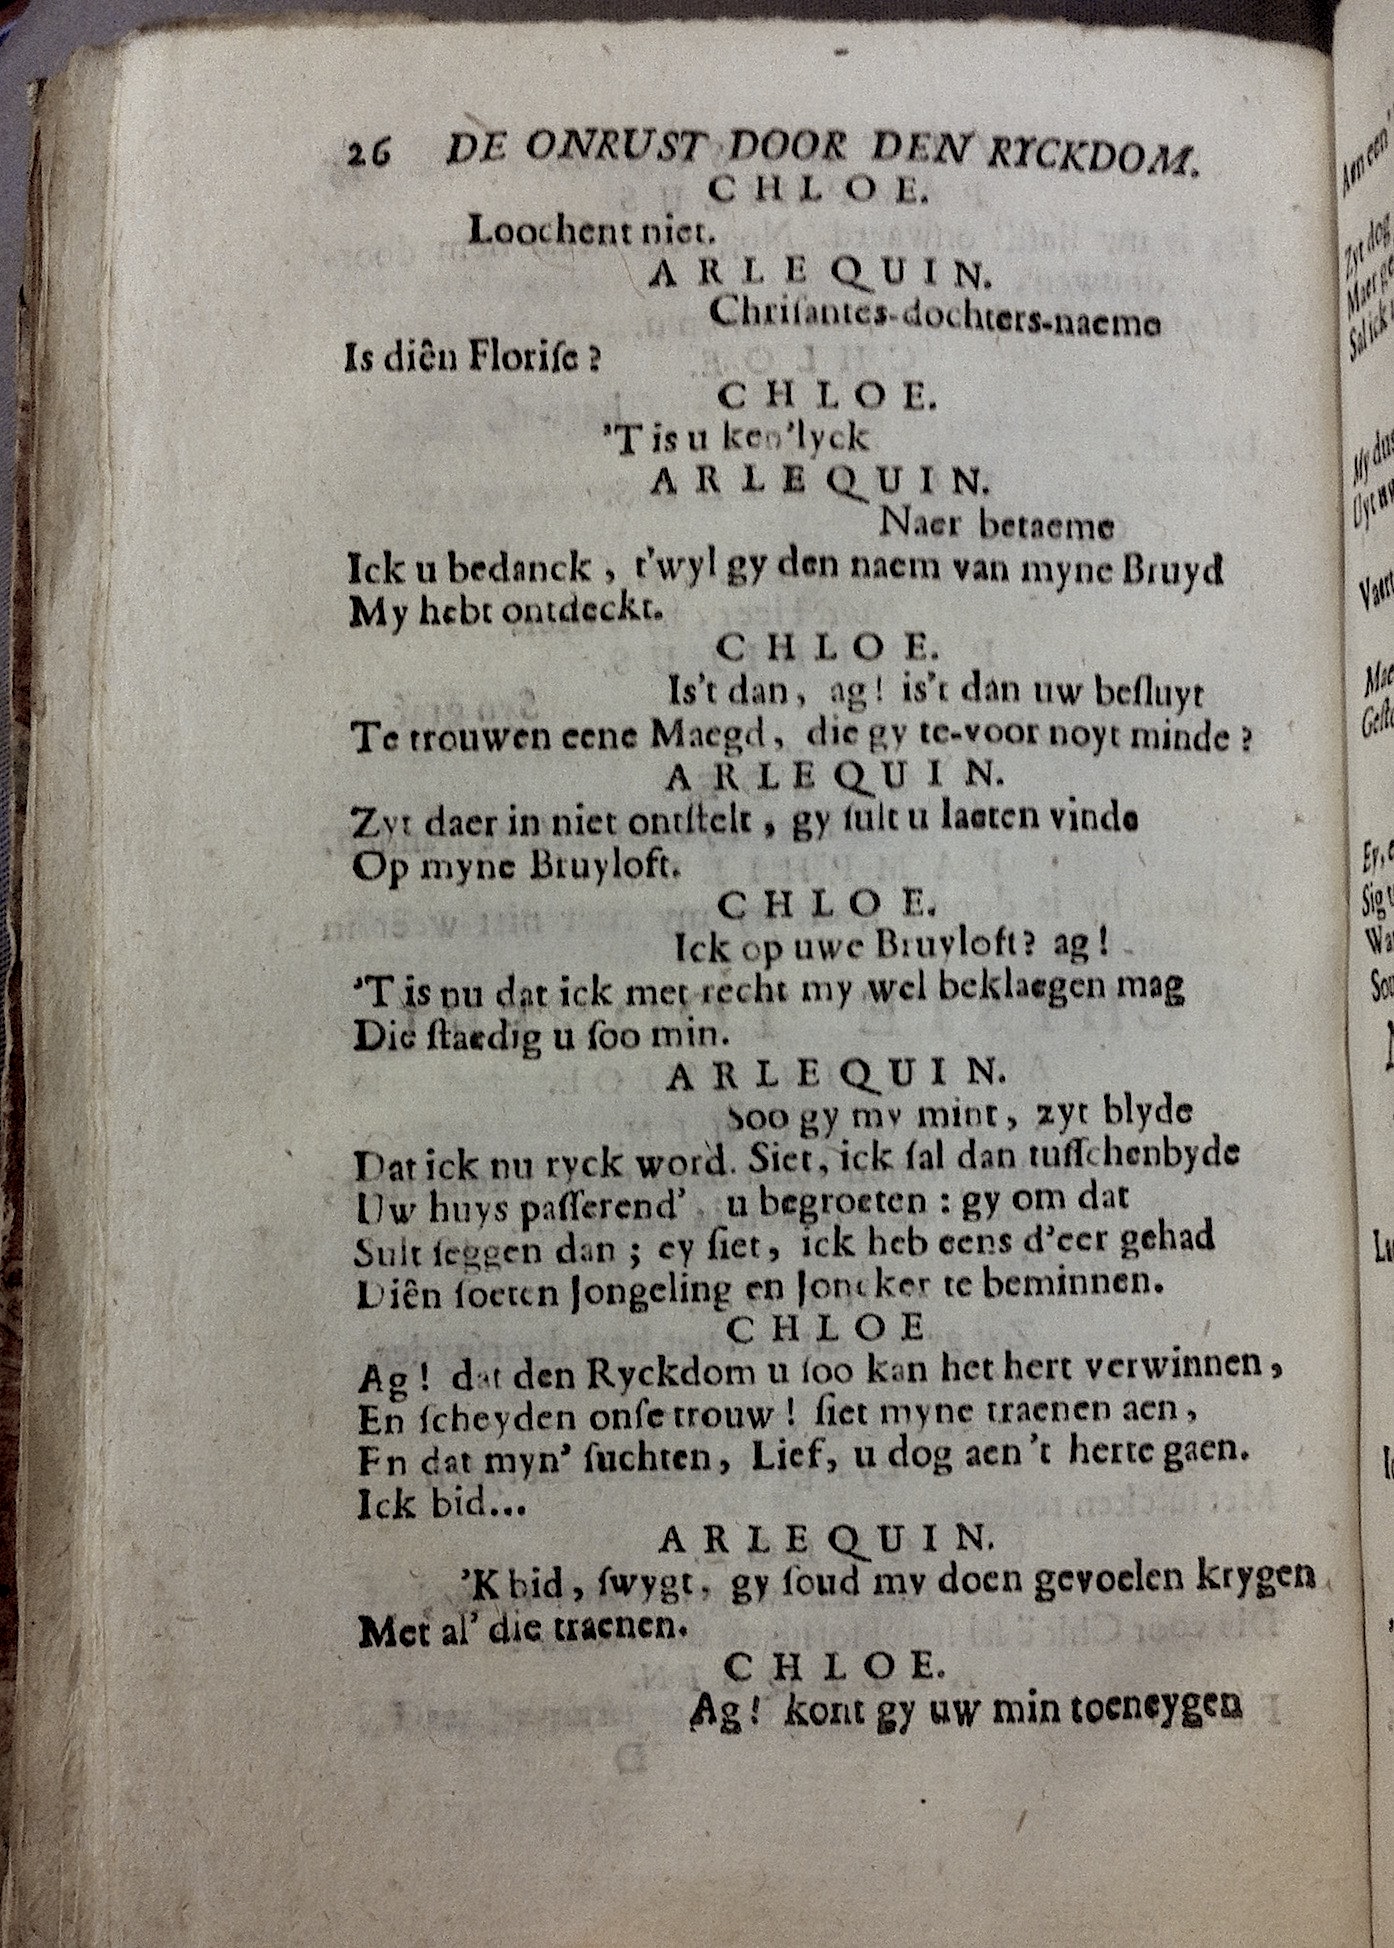 26 DE ONRUST DOOR DEN RYCKDOM.
CHLOE.
Loochent niet.
ARLEQUIN.
Chriſantes-dochters-naeme
Is diên Floriſe?
CHLOE.
'T is u ken'lyck
ARLEQUIN.
Naer betaeme
Ick u bedanck, t'wyl gy den naem van myne Bruyd
My hebt ontdeckt.
CHLOE.
Is't dan, ag! is't dan uw beſluyt
Te trouwen eene Maegd, die gy te-voor noyt minde?
ARLEQUIN.
Zyt daer in niet ontſtelt, gy ſult u laeten vinde
Op myne Bruyloft.
CHLOE.
Ick op uwe Bruyloft? ag!
'T is nu dat ick met recht my wel beklaegen mag
Die ſtaedig u ſoo min.
ARLEQUIN.
Soo gy my mint, zyt blyde
Dat ick nu ryck word. Siet, ick ſal dan tuſſchenbyde
Uw huys paſſerend' u begroeten: gy om dat
Sult ſeggen dan; ey ſiet, ick heb eens d'eer gehad
Diên ſoeten Jongeling en Joncker te beminnen.
CHLOE
Ag! dat den Ryckdom u ſoo kan het hert verwinnen,
En ſcheyden onſe trouw! ſiet myne traenen aen,
En dat myn' ſuchten, Lief, u dog aen 't herte gaen.
Ick bid...
ARLEQUIN.
'K bid, ſwygt, gy ſoud my doen gevoelen krygen
Met al' die traenen.
CHLOE.
Ag! kont gy uw min toeneygen
Aen een'
Zyt dog
Maer
Sal ick
My
Uyt